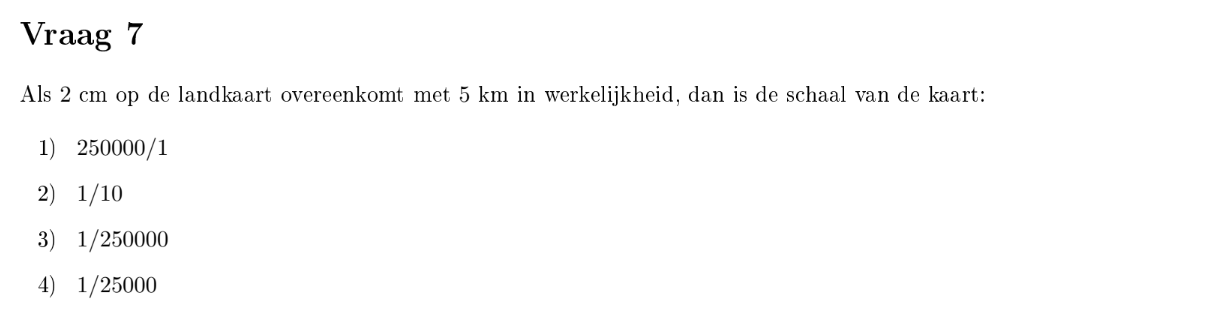 Vraag 7
Als 2 cm op de landkaart overeenkomt met 5 km in werkelijkheid, dan is de schaal van de kaart:
1) 250000/1
2) 1/10
3) 1/250000
4) 1/25000